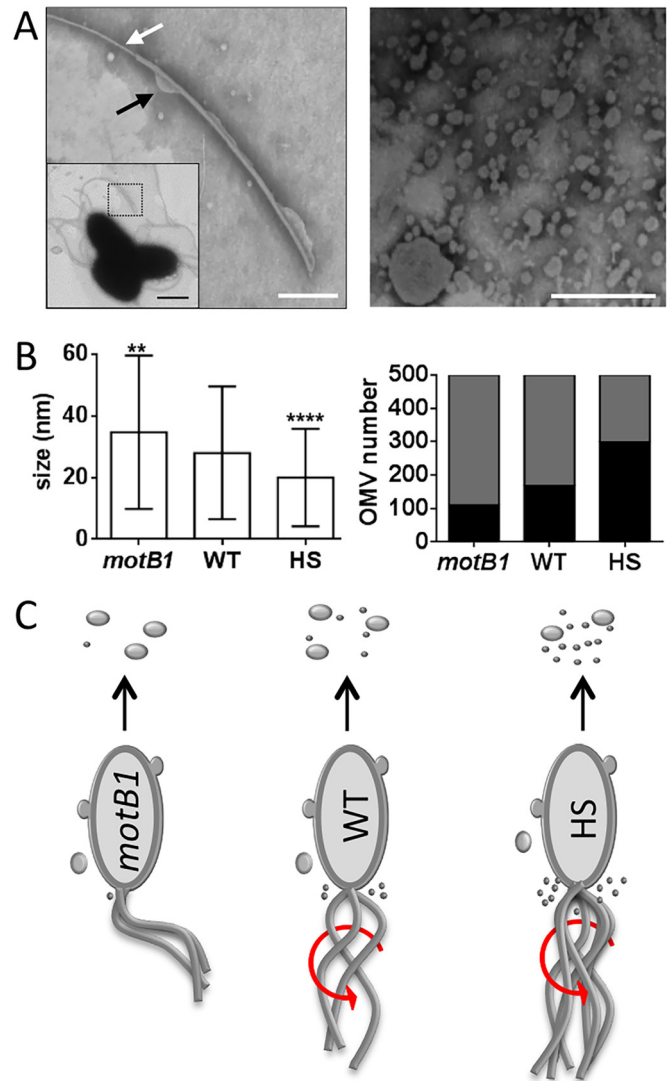 A
B
size (nm)
60
40
20
0
**
****
motB1
WT
HS
OMV number
500
400
300
200
100
0
motB1
WT
HS
C
motB1
WT
HS